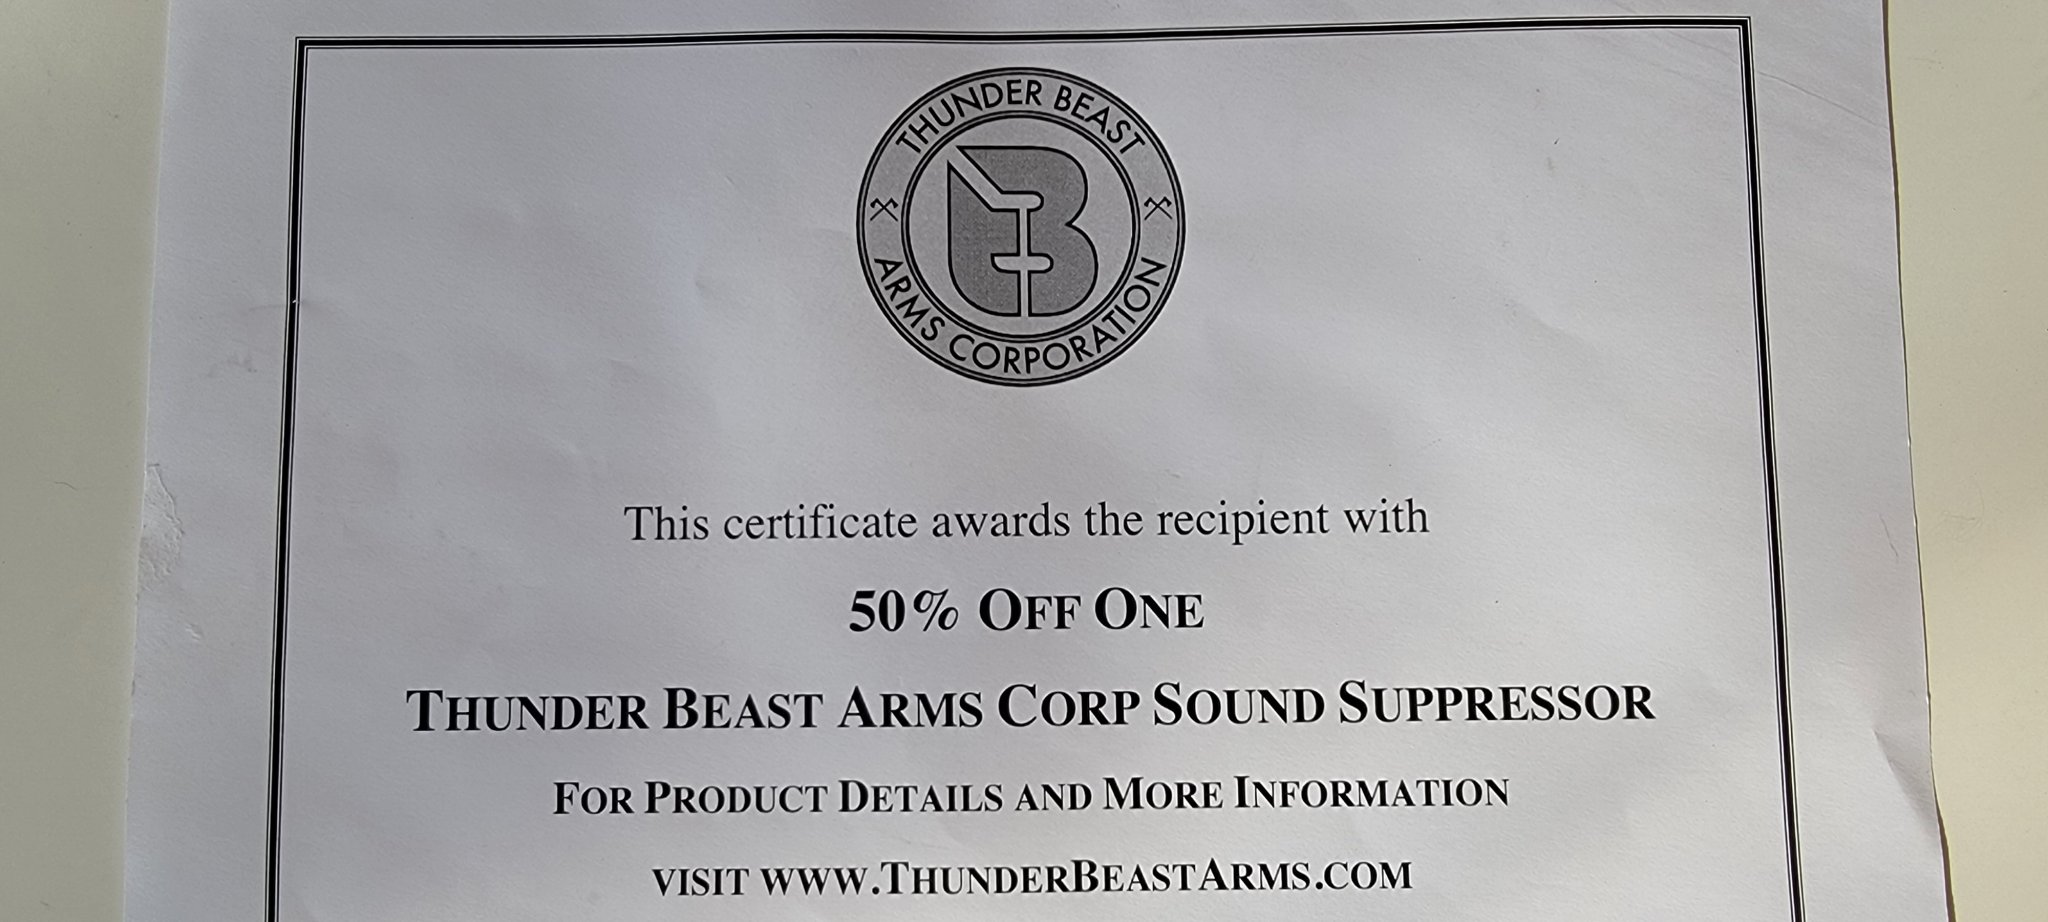 THUNDER BEAST
ARMS CORPORATION
This certificate awards the recipient with
50% OFF ONE
THUNDER BEAST ARMS CORP SOUND SUPPRESSOR
FOR PRODUCT DETAILS AND MORE INFORMATION
VISIT WWW.THUNDERBEASTARMS.COM